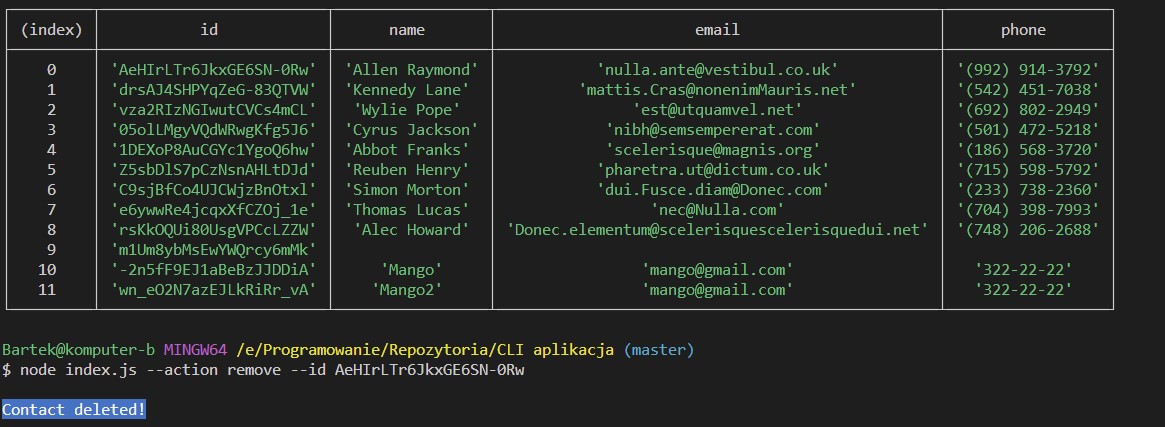 (index) id name email phone
0 'AeHIrLTr6JkxGE6SN-0Rw' 'Allen Raymond' 'nulla.ante@vestibul.co.uk' '(992) 914-3792'
1 'drsAJ4SHPYqZeG-83QTVW' 'Kennedy Lane' 'mattis.Cras@nonenimMauris.net' '(542) 451-7038'
2 'vza2RIzNGIwutCVCs4mCL' 'Wylie Pope' 'est@utquamvel.net' '(692) 802-2949'
3 '05olLMgyVQdWRwgKfg5J6' 'Cyrus Jackson' 'nibh@semsempererat.com' '(501) 472-5218'
4 '1DEXoP8AuCGYc1YgoQ6hw' 'Abbot Franks' 'scelerisque@magnis.org' '(186) 568-3720'
5 'Z5sbDlS7pCzNsnAHLtDJd' 'Reuben Henry' 'pharetra.ut@dictum.co.uk' '(715) 598-5792'
6 'C9sjBfCo4UJCWjzBnOtxl' 'Simon Morton' 'dui.Fusce.diam@Donec.com' '(233) 738-2360'
7 'e6ywwRe4jcqxXfCZOj_1e' 'Thomas Lucas' 'nec@Nulla.com' '(704) 398-7993'
8 'rsKkOQUi80UsgVPCcLZZW' 'Alec Howard' 'Donec.elementum@scelerisquescelerisquedui.net' '(748) 206-2688'
9 'm1Um8ybMsEwYWQrcy6mMk'
10 '-2n5fF9EJ1aBeBzJJDDiA' 'Mango' 'mango@gmail.com' '322-22-22'
11 'wn_eO2N7azEJLkRiRr_vA' 'Mango2' 'mango@gmail.com' '322-22-22'
Bartek@komputer-b MINGW64 /e/Programowanie/Repozytoria/CLI aplikacja (master)
$ node index.js --action remove --id AeHIrLTr6JkxGE6SN-0Rw
Contact deleted!